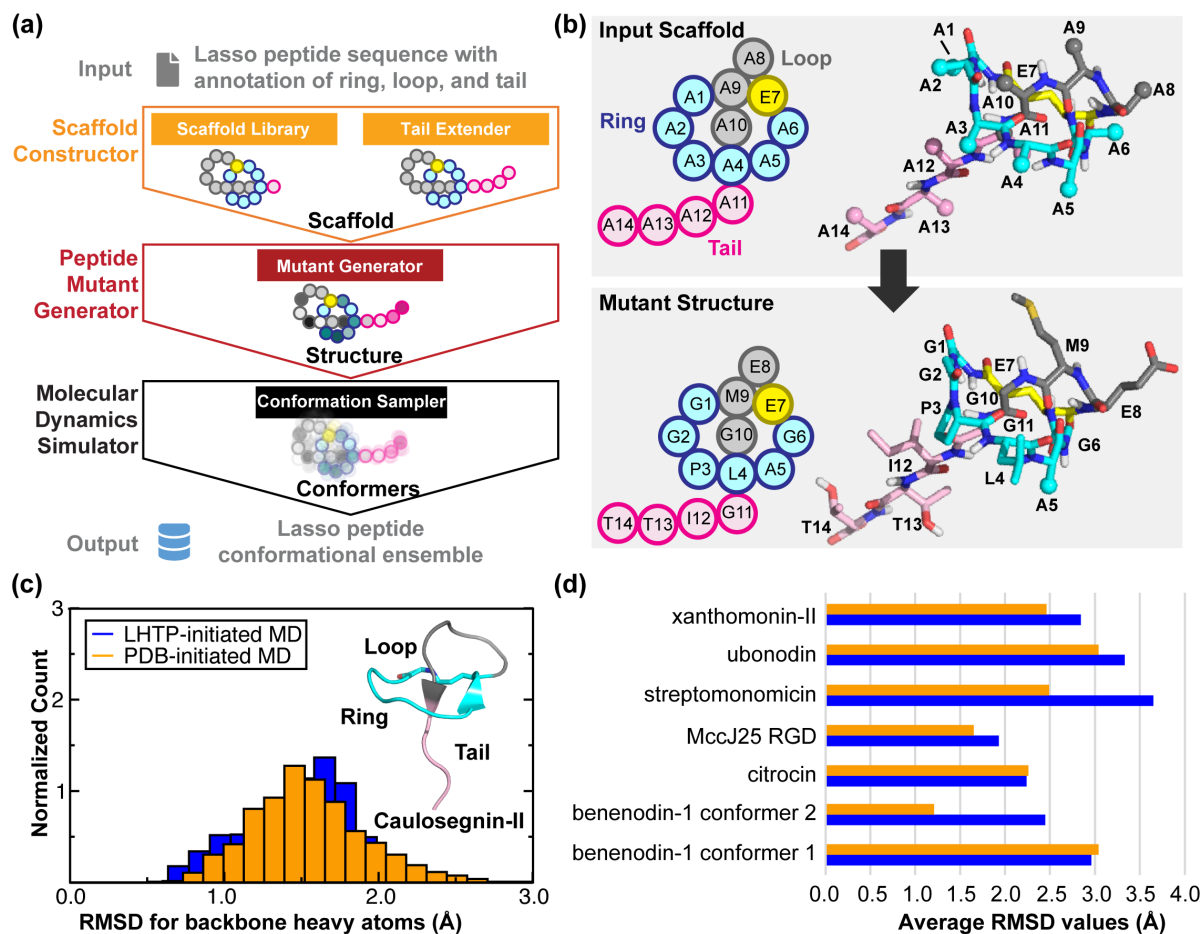 (a)
Input
Lasso peptide sequence with
annotation of ring, loop, and tail
Scaffold
Constructor
Scaffold Library
Tail Extender
Scaffold
Peptide
Mutant
Generator
Mutant Generator
Structure
Molecular
Dynamics
Simulator
Conformation Sampler
Conformers
Output
Lasso peptide
conformational ensemble
(b)
Input Scaffold
A8
Loop
A9
A1
E7
Ring
A2
A10
A6
A3
A4
A5
A11
A12
A13
A14
Tail
A1
A9
A2
E7
A10
A8
A11
A3
A6
A12
A4
A5
A14
A13
Mutant Structure
E8
M9
G1
E7
G2
G10
G6
P3
L4
A5
G11
I12
T13
T14
G1
E7
M9
G2
G10
P3
G11
E8
G6
I12
L4
A5
T14
T13
(c)
3
2
1
Normalized Count
LHTP-initiated MD
PDB-initiated MD
Loop
Ring
Tail
Caulosegnin-II
0.0
1.0
2.0
3.0
RMSD for backbone heavy atoms (Å)
(d)
xanthomonin-II
ubonodin
streptomonomicin
MccJ25 RGD
citrocin
benenodin-1 conformer 2
benenodin-1 conformer 1
0.0 0.5 1.0 1.5 2.0 2.5 3.0 3.5 4.0
Average RMSD values (Å)